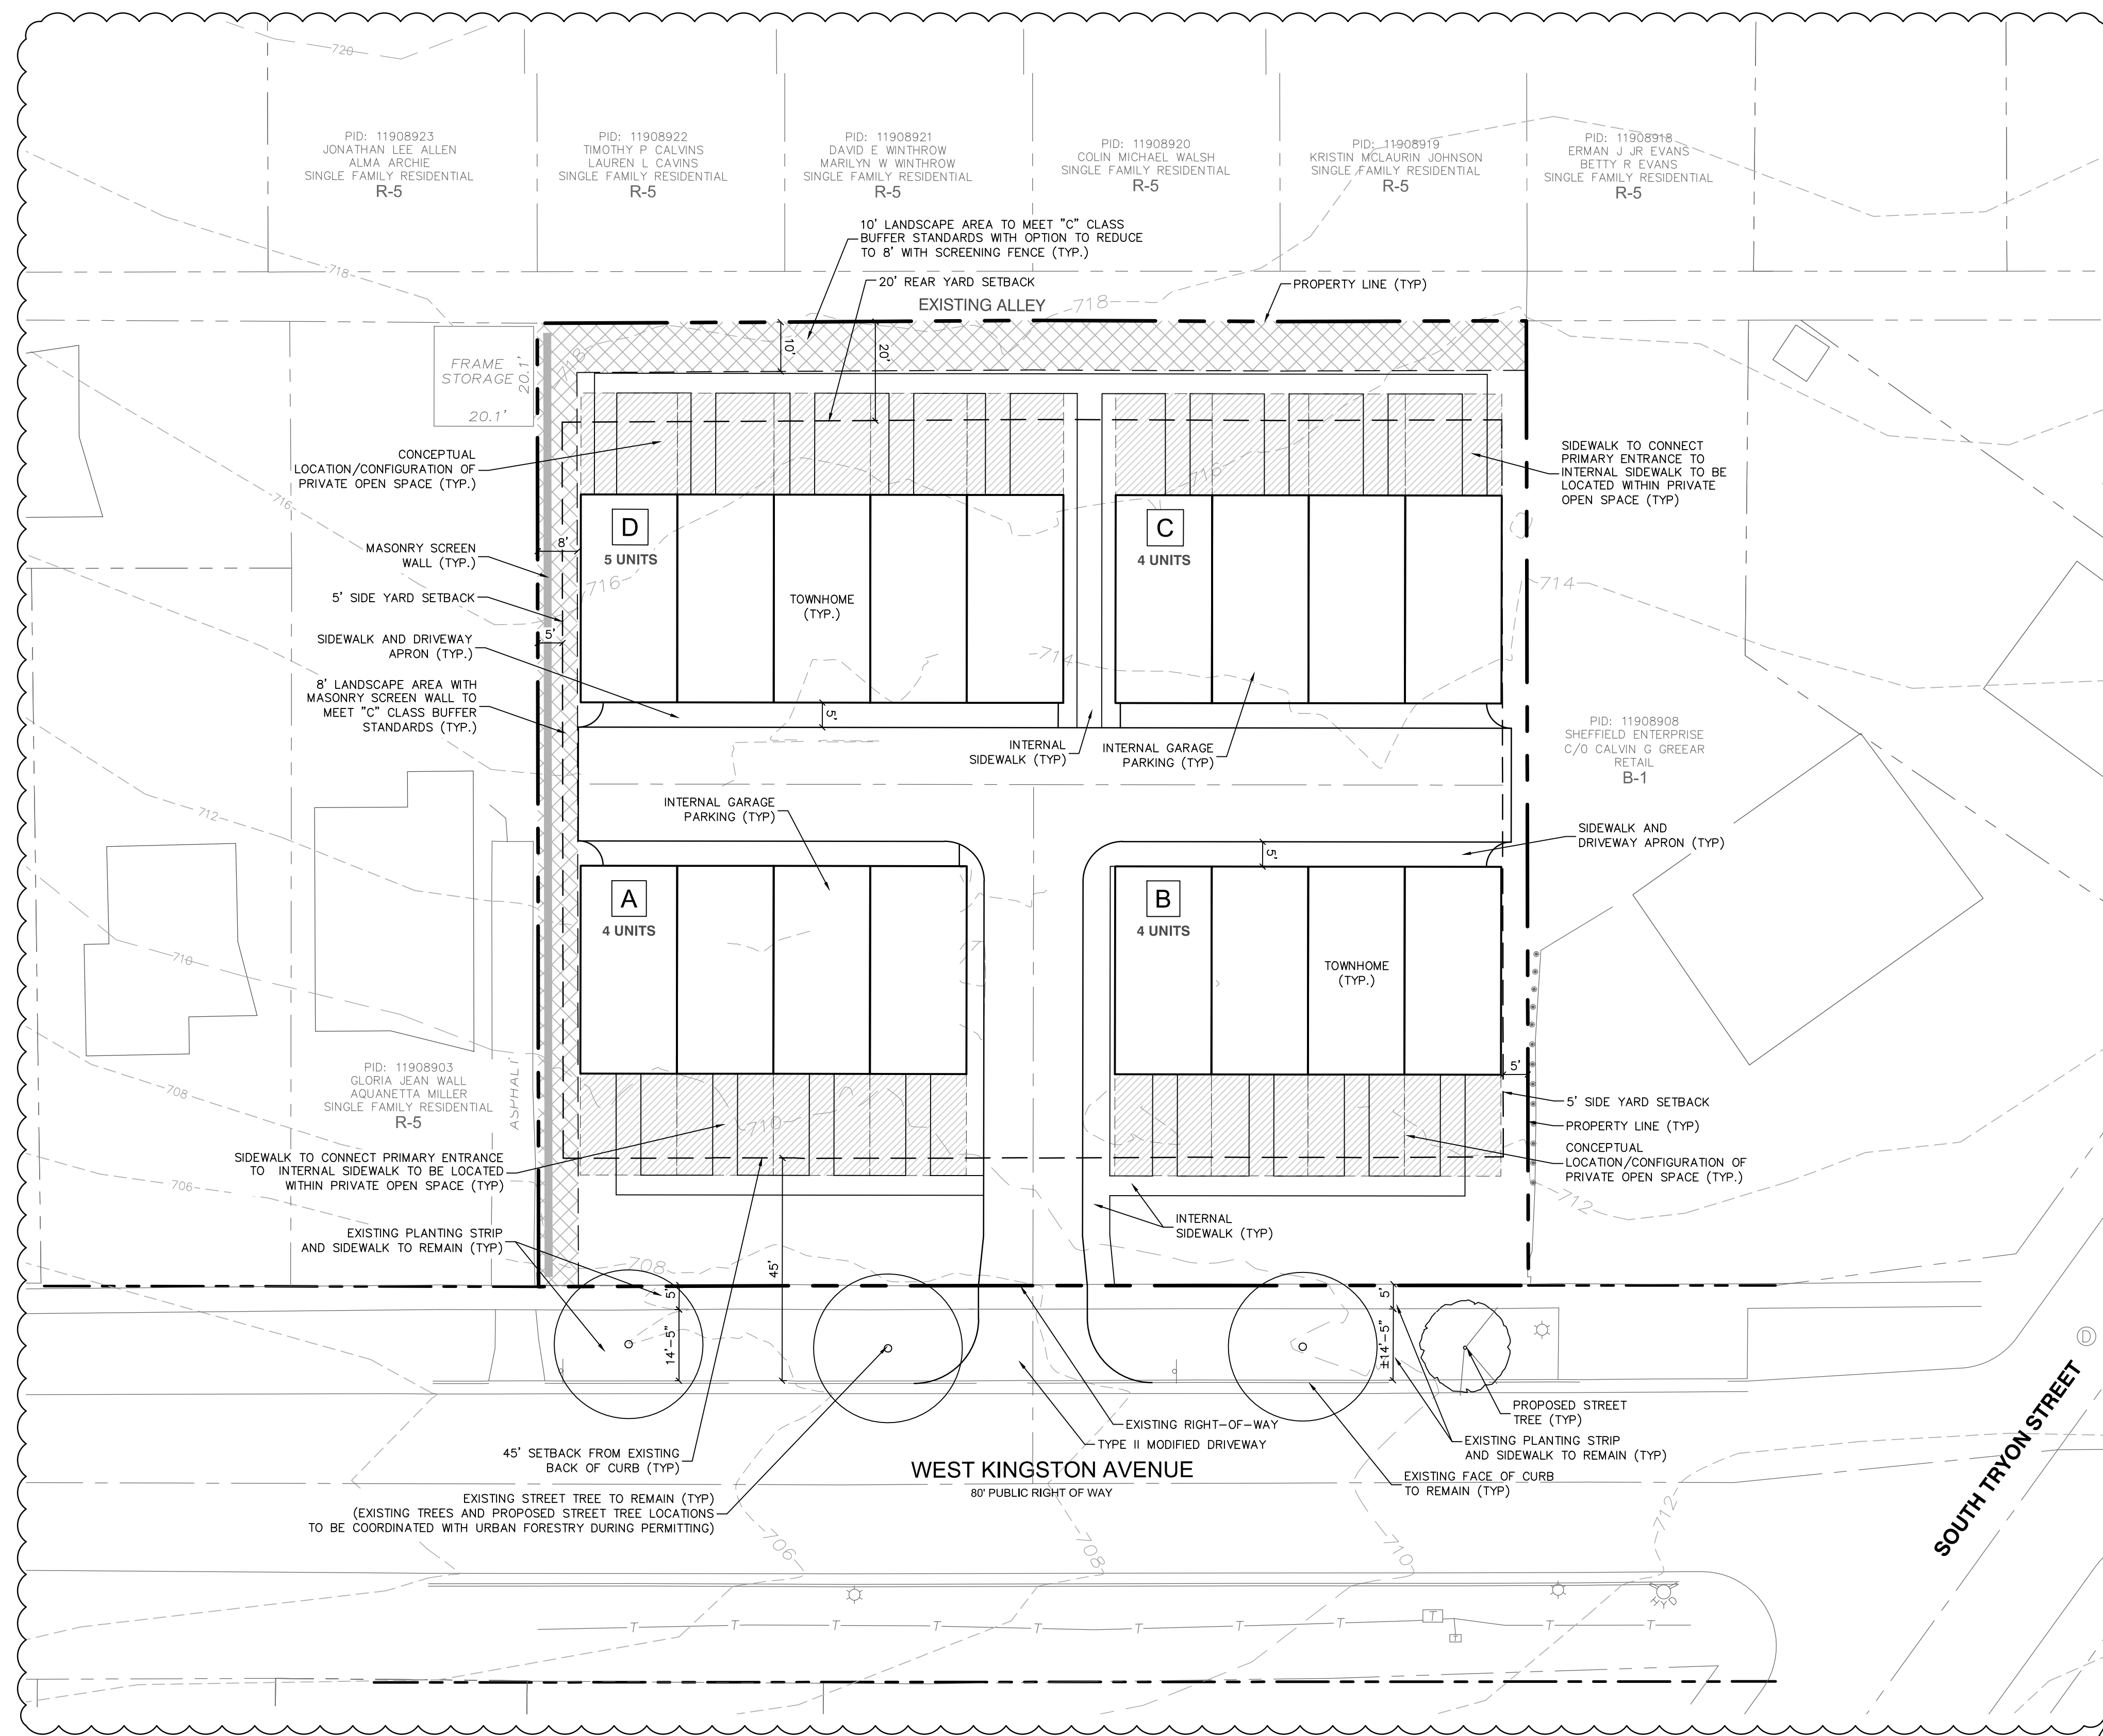 720
PID: 11908923
JONATHAN LEE ALLEN
ALMA ARCHIE
SINGLE FAMILY RESIDENTIAL
R-5
PID: 11908922
TIMOTHY P CALVINS
LAUREN L CAVINS
SINGLE FAMILY RESIDENTIAL
R-5
PID: 11908921
DAVID E WINTHROW
MARILYN W WINTHROW
SINGLE FAMILY RESIDENTIAL
R-5
PID: 11908920
COLIN MICHAEL WALSH
SINGLE FAMILY RESIDENTIAL
R-5
PID: 11908919
KRISTIN MCLAURIN JOHNSON
SINGLE FAMILY RESIDENTIAL
R-5
PID: 11908918
ERMAN J JR EVANS
BETTY R EVANS
SINGLE FAMILY RESIDENTIAL
R-5
10' LANDSCAPE AREA TO MEET "C" CLASS
BUFFER STANDARDS WITH OPTION TO REDUCE
TO 8' WITH SCREENING FENCE (TYP.)
718
20' REAR YARD SETBACK
PROPERTY LINE (TYP)
EXISTING ALLEY
718
10'
20'
718
FRAME
STORAGE
20.1'
20.1'
CONCEPTUAL
LOCATION/CONFIGURATION OF
PRIVATE OPEN SPACE (TYP.)
SIDEWALK TO CONNECT
PRIMARY ENTRANCE TO
INTERNAL SIDEWALK TO BE
LOCATED WITHIN PRIVATE
OPEN SPACE (TYP)
716
716
D
5 UNITS
C
4 UNITS
MASONRY SCREEN
WALL (TYP.)
8'
716
714
5' SIDE YARD SETBACK
TOWNHOME
(TYP.)
5'
SIDEWALK AND DRIVEWAY
APRON (TYP.)
714
8' LANDSCAPE AREA WITH
MASONRY SCREEN WALL TO
MEET "C" CLASS BUFFER
STANDARDS (TYP.)
5'
PID: 11908908
SHEFFIELD ENTERPRISE
C/O CALVIN G GREEAR
RETAIL
B-1
INTERNAL
SIDEWALK (TYP)
INTERNAL GARAGE
PARKING (TYP)
INTERNAL GARAGE
PARKING (TYP)
712
SIDEWALK AND
DRIVEWAY APRON (TYP)
5'
A
4 UNITS
B
4 UNITS
710
TOWNHOME
(TYP.)
PID: 11908903
GLORIA JEAN WALL
AQUANETTA MILLER
SINGLE FAMILY RESIDENTIAL
R-5
ASPHALT
708
5'
5' SIDE YARD SETBACK
PROPERTY LINE (TYP)
710
CONCEPTUAL
LOCATION/CONFIGURATION OF
PRIVATE OPEN SPACE (TYP.)
SIDEWALK TO CONNECT PRIMARY ENTRANCE
TO INTERNAL SIDEWALK TO BE LOCATED
WITHIN PRIVATE OPEN SPACE (TYP)
706
712
INTERNAL
SIDEWALK (TYP)
EXISTING PLANTING STRIP
AND SIDEWALK TO REMAIN (TYP)
708
45'
5'
14'-5"
5'
±14'-5"
D
SOUTH TRYON STREET
PROPOSED STREET
TREE (TYP)
EXISTING RIGHT-OF-WAY
TYPE II MODIFIED DRIVEWAY
EXISTING PLANTING STRIP
AND SIDEWALK TO REMAIN (TYP)
45' SETBACK FROM EXISTING
BACK OF CURB (TYP)
WEST KINGSTON AVENUE
80' PUBLIC RIGHT OF WAY
EXISTING FACE OF CURB
TO REMAIN (TYP)
EXISTING STREET TREE TO REMAIN (TYP)
(EXISTING TREES AND PROPOSED STREET TREE LOCATIONS
TO BE COORDINATED WITH URBAN FORESTRY DURING PERMITTING)
706
708
710
712
HYD
T
T
T
T
T
T
T
T
T
T
T
T
T